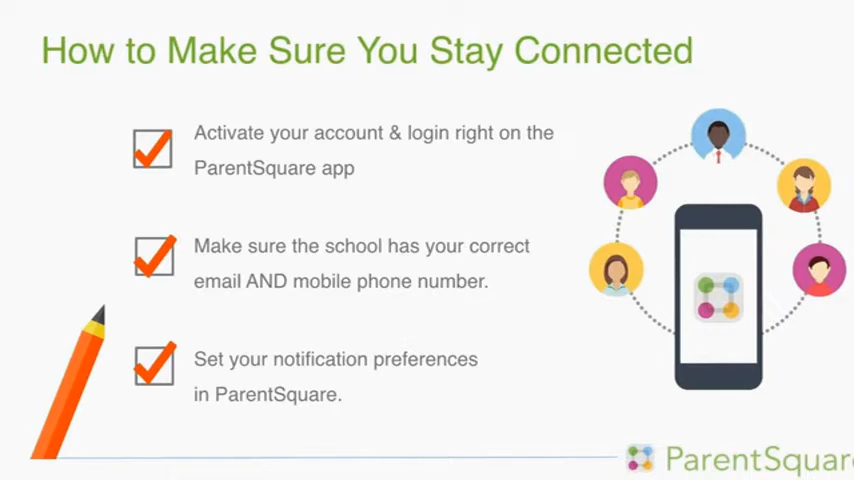 How to Make Sure You Stay Connected
Activate your account & login right on the
ParentSquare app
Make sure the school has your correct
email AND mobile phone number.
Set your notification preferences
in ParentSquare.
ParentSquar